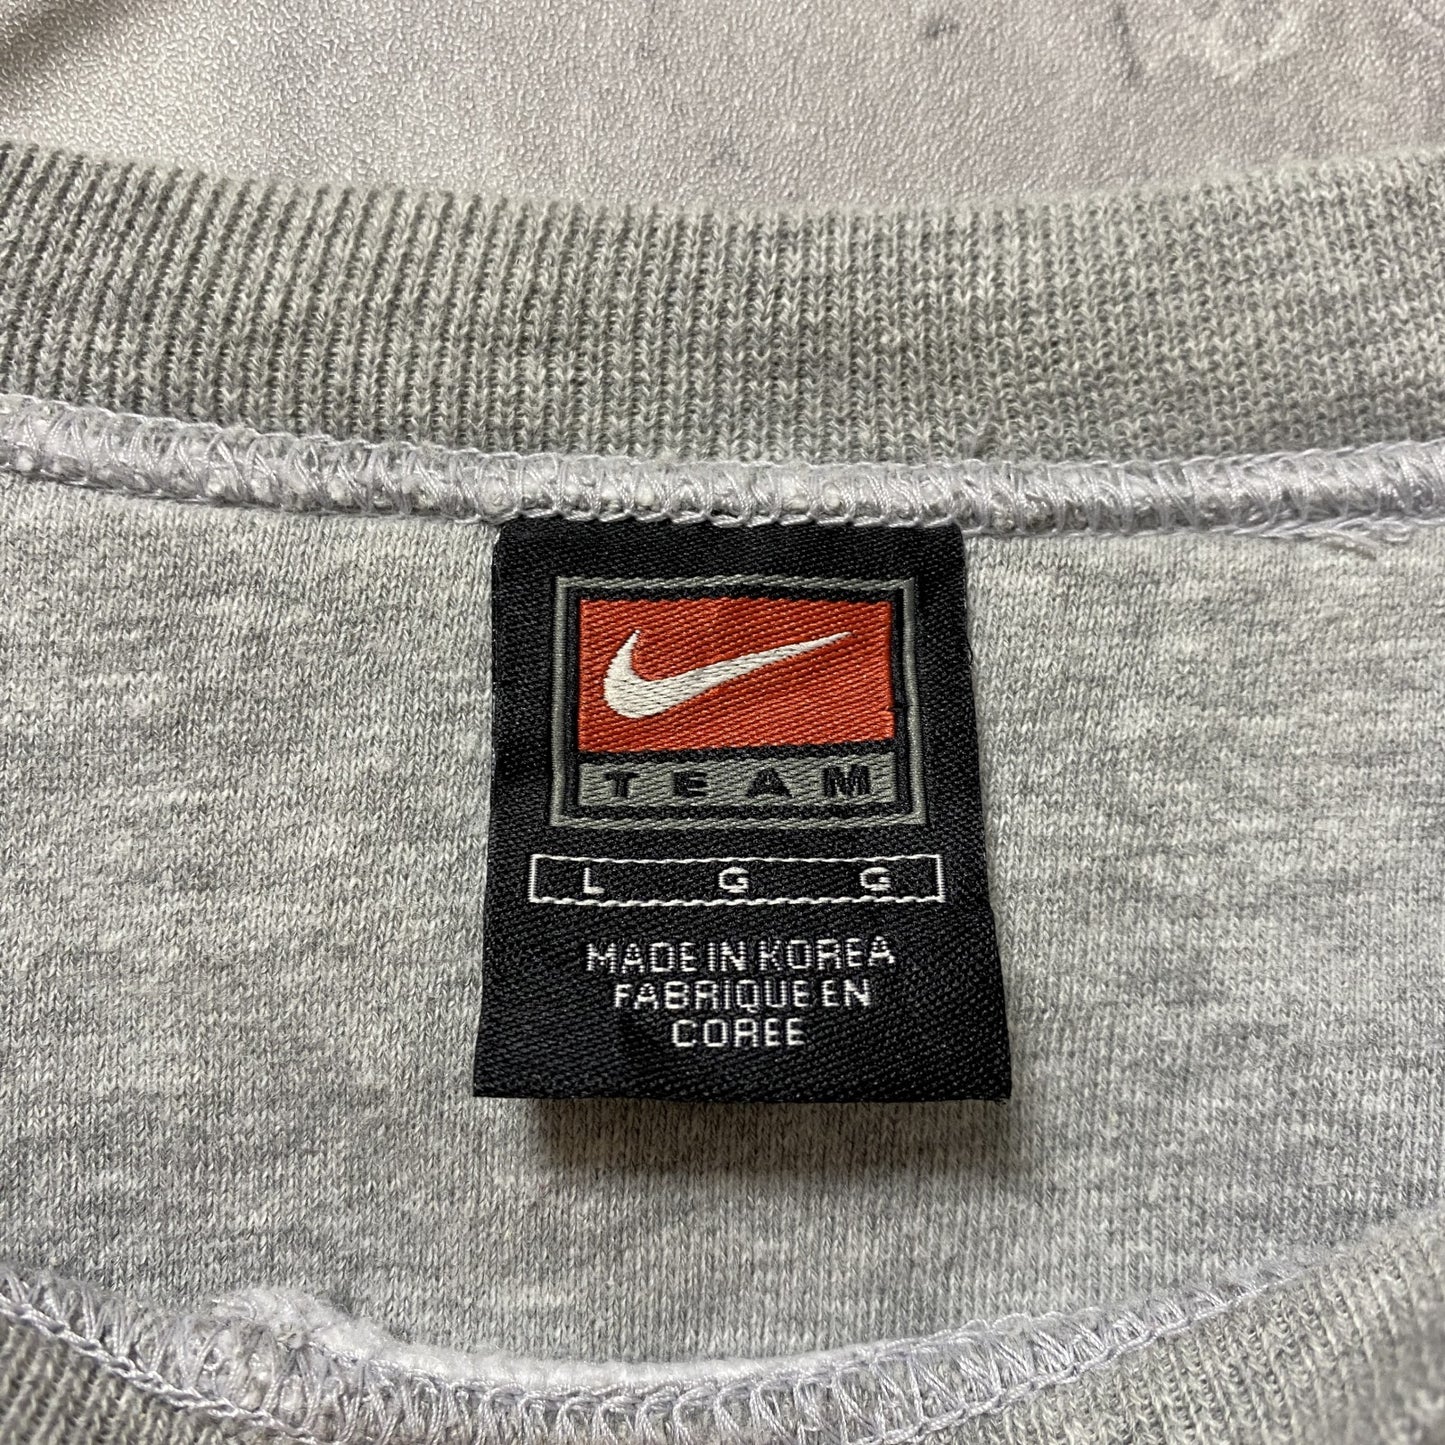 TEAM
L G G
MADE IN KOREA
FABRIQUE EN
COREE